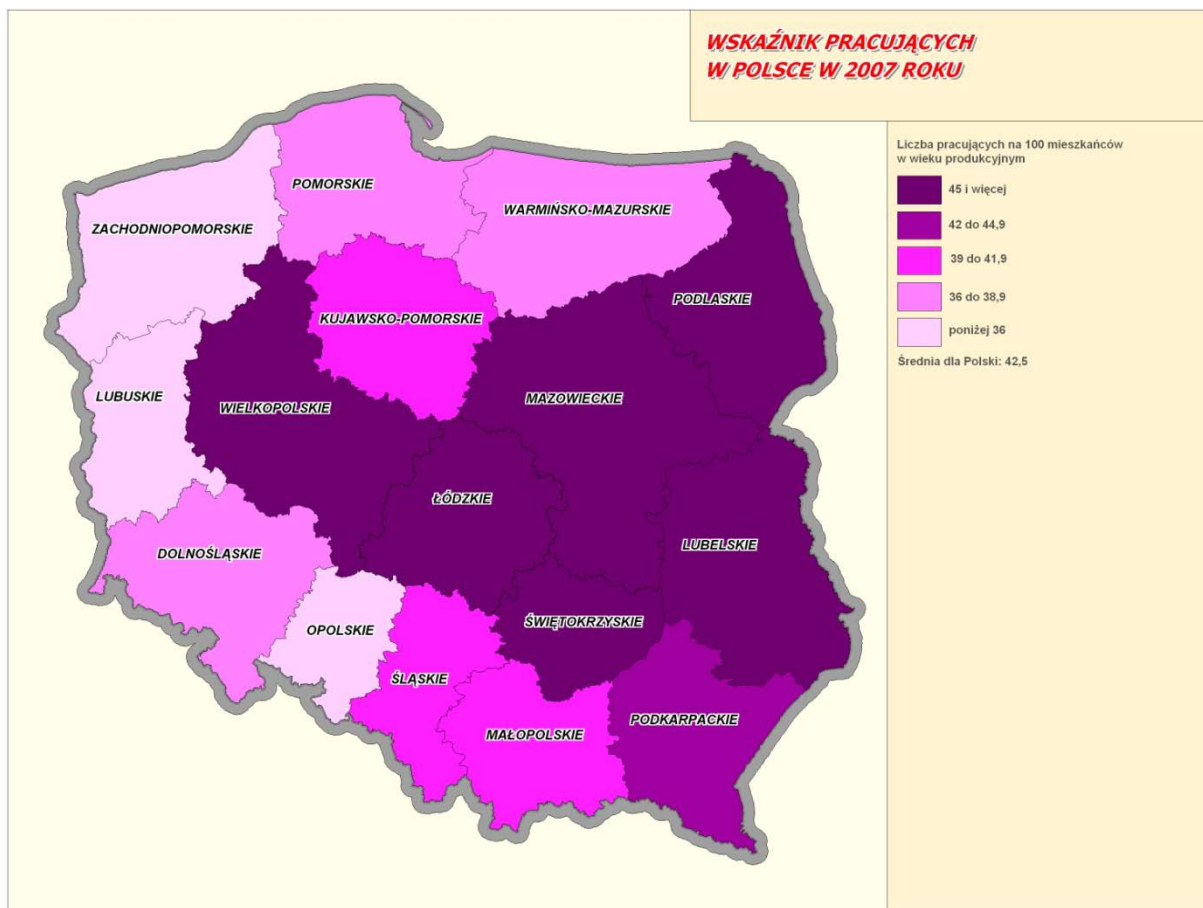 WSKAŹNIK PRACUJĄCYCH
W POLSCE W 2007 ROKU
Liczba pracujących na 100 mieszkańców
w wieku produkcyjnym
45 i więcej
42 do 44,9
39 do 41,9
36 do 38,9
poniżej 36
Średnia dla Polski: 42,5
POMORSKIE
WARMIŃSKO-MAZURSKIE
ZACHODNIOPOMORSKIE
PODLASKIE
KUJAWSKO-POMORSKIE
LUBUSKIE
WIELKOPOLSKIE
MAZOWIECKIE
ŁÓDZKIE
LUBELSKIE
DOLNOŚLĄSKIE
OPOLSKIE
ŚWIĘTOKRZYSKIE
ŚLĄSKIE
PODKARPACKIE
MAŁOPOLSKIE